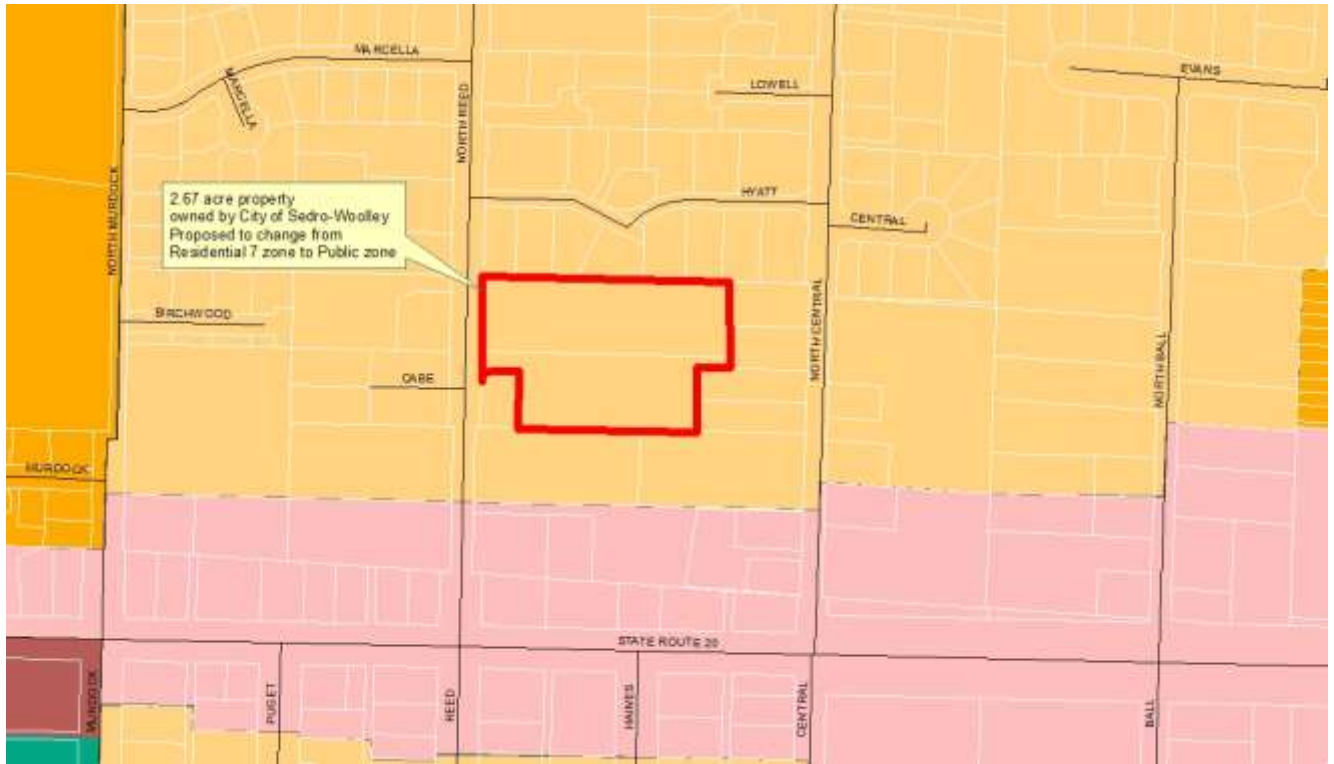 MARCELLA
MARCELLA
NORTH REED
LOWELL
EVANS
NORTH MURDOCK
2.67 acre property
owned by City of Sedro-Woolley
Proposed to change from
Residential 7 zone to Public zone
HYATT
CENTRAL
BIRCHWOOD
NORTH CENTRAL
NORTH BALL
CABE
MURDOCK
STATE ROUTE 20
MURDOCK
PUGET
REED
HAINES
CENTRAL
BALL